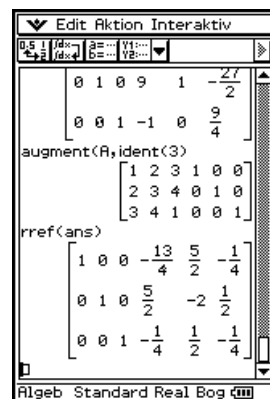 Edit Aktion Interaktiv
0 1 0 9 1 -27/2
0 0 1 -1 0 9/4
augment(A,ident(3)
1 2 3 1 0 0
2 3 4 0 1 0
3 4 1 0 0 1
rref(ans)
1 0 0 -13/4 5/2 -1/4
0 1 0 5/2 -2 1/2
0 0 1 -1/4 1/2 -1/4
Algeb Standard Real Bog